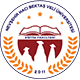 NEVŞEHİR HACI BEKTAŞ VELİ ÜNİVERSİTESİ
2011